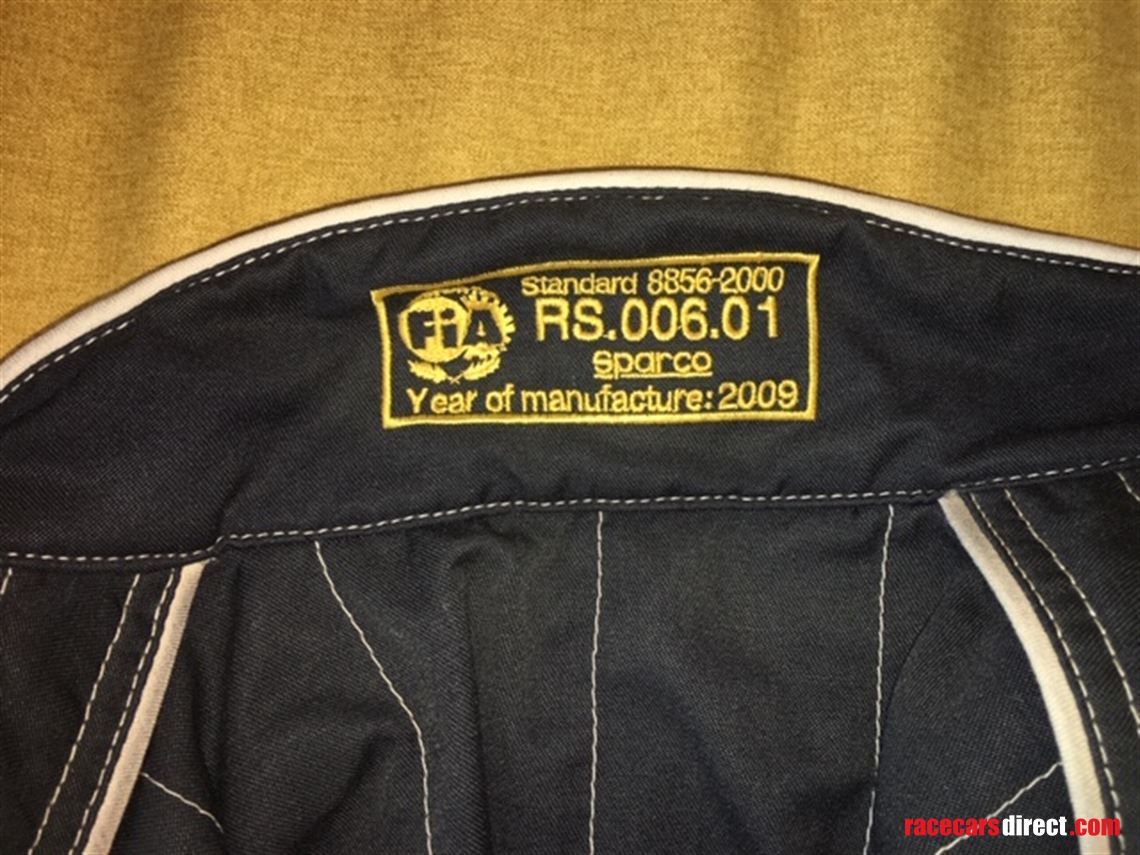 Standard 8856-2000
FiA
RS.006.01
sparco
Year of manufacture: 2009
racecarsdirect.com